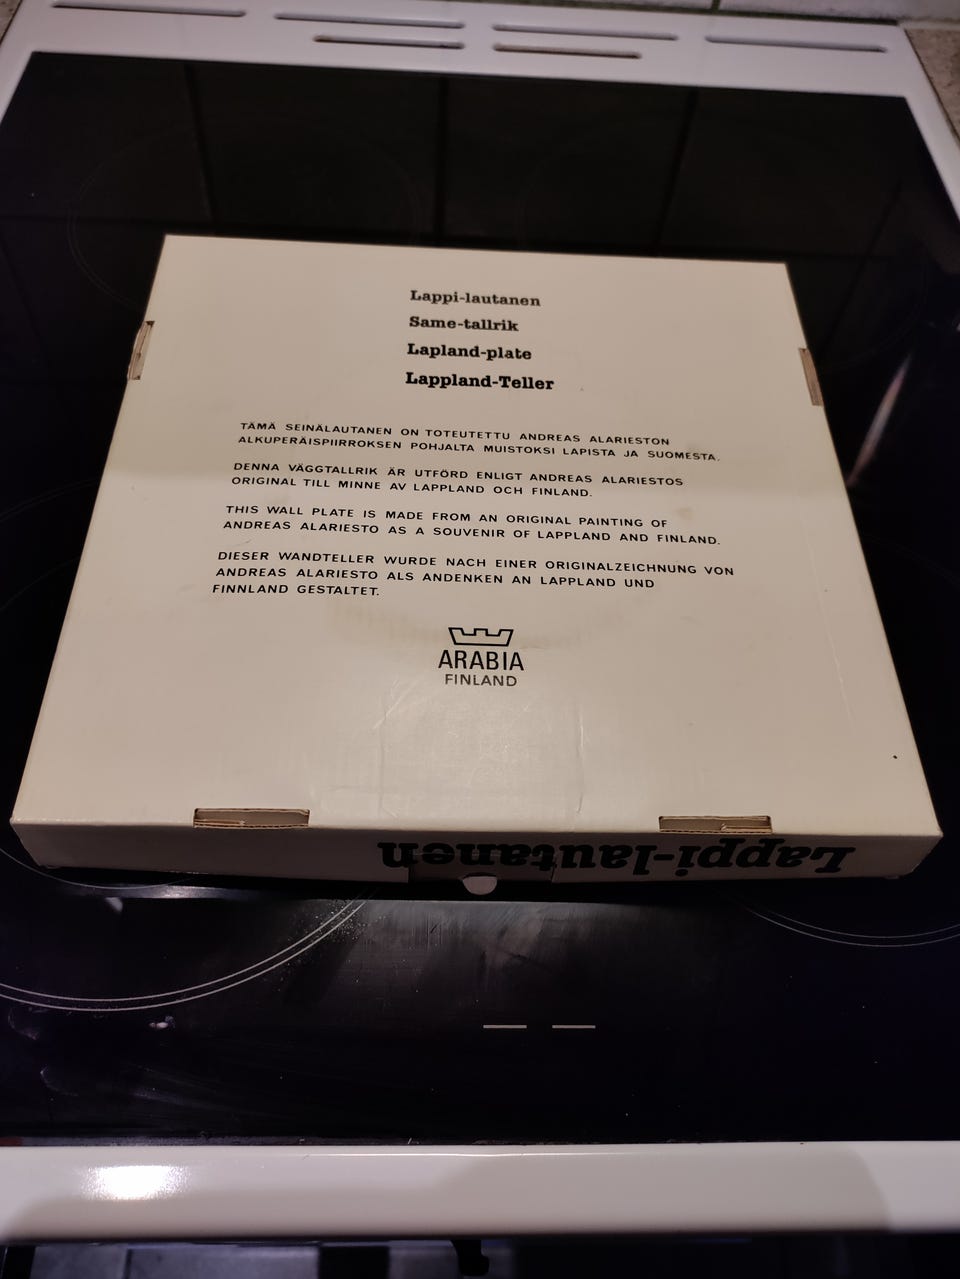 Lappi-lautanen
Same-tallrik
Lapland-plate
Lappland-Teller
TÄMÄ SEINÄLAUTANEN ON TOTEUTETTU ANDREAS ALARIESTON
ALKUPERÄISPIIRROKSEN POHJALTA MUISTOKSI LAPISTA JA SUOMESTA.
DENNA VÄGGTALLRIK ÄR UTFÖRD ENLIGT ANDREAS ALARIESTOS
ORIGINAL TILL MINNE AV LAPPLAND OCH FINLAND.
THIS WALL PLATE IS MADE FROM AN ORIGINAL PAINTING OF
ANDREAS ALARIESTO AS A SOUVENIR OF LAPPLAND AND FINLAND.
DIESER WANDTELLER WURDE NACH EINER ORIGINALZEICHNUNG VON
ANDREAS ALARIESTO ALS ANDENKEN AN LAPPLAND UND
FINNLAND GESTALTET.
ARABIA
FINLAND
Lappi-lautanen